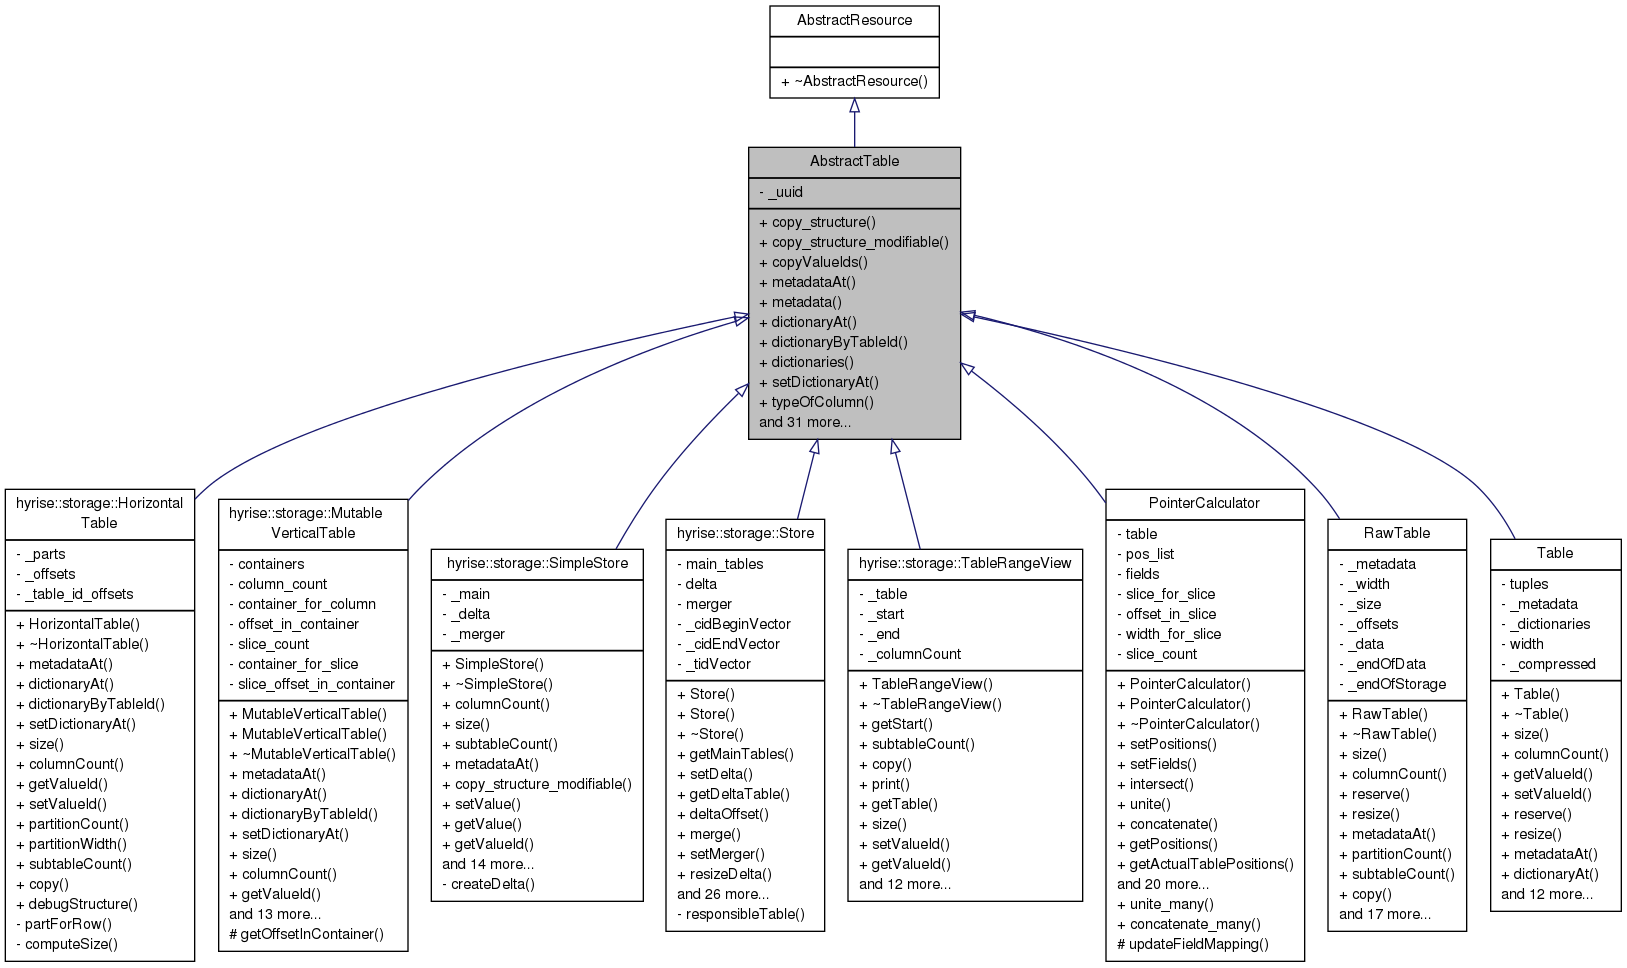 AbstractResource
+ ~AbstractResource()
AbstractTable
- _uuid
+ copy_structure()
+ copy_structure_modifiable()
+ copyValueIds()
+ metadataAt()
+ metadata()
+ dictionaryAt()
+ dictionaryByTableId()
+ dictionaries()
+ setDictionaryAt()
+ typeOfColumn()
and 31 more...
hyrise::storage::Horizontal
Table
- _parts
- _offsets
- _table_id_offsets
+ HorizontalTable()
+ ~HorizontalTable()
+ metadataAt()
+ dictionaryAt()
+ dictionaryByTableId()
+ setDictionaryAt()
+ size()
+ columnCount()
+ getValueId()
+ setValueId()
+ partitionCount()
+ partitionWidth()
+ subtableCount()
+ copy()
+ debugStructure()
- partForRow()
- computeSize()
hyrise::storage::Mutable
VerticalTable
- containers
- column_count
- container_for_column
- offset_in_container
- slice_count
- container_for_slice
- slice_offset_in_container
+ MutableVerticalTable()
+ MutableVerticalTable()
+ ~MutableVerticalTable()
+ metadataAt()
+ dictionaryAt()
+ dictionaryByTableId()
+ setDictionaryAt()
+ size()
+ columnCount()
+ getValueId()
and 13 more...
# getOffsetInContainer()
hyrise::storage::SimpleStore
- _main
- _delta
- _merger
+ SimpleStore()
+ ~SimpleStore()
+ columnCount()
+ size()
+ subtableCount()
+ metadataAt()
+ copy_structure_modifiable()
+ setValue()
+ getValue()
+ getValueId()
and 14 more...
- createDelta()
hyrise::storage::Store
- main_tables
- delta
- merger
- _cidBeginVector
- _cidEndVector
- _tidVector
+ Store()
+ Store()
+ ~Store()
+ getMainTables()
+ setDelta()
+ getDeltaTable()
+ deltaOffset()
+ merge()
+ setMerger()
+ resizeDelta()
and 26 more...
- responsibleTable()
hyrise::storage::TableRangeView
- _table
- _start
- _end
- _columnCount
+ TableRangeView()
+ ~TableRangeView()
+ getStart()
+ subtableCount()
+ copy()
+ print()
+ getTable()
+ size()
+ setValueId()
+ getValueId()
and 12 more...
PointerCalculator
- table
- pos_list
- fields
- slice_for_slice
- offset_in_slice
- width_for_slice
- slice_count
+ PointerCalculator()
+ PointerCalculator()
+ ~PointerCalculator()
+ setPositions()
+ setFields()
+ intersect()
+ unite()
+ concatenate()
+ getPositions()
+ getActualTablePositions()
and 20 more...
+ unite_many()
+ concatenate_many()
# updateFieldMapping()
RawTable
- _metadata
- _width
- _size
- _offsets
- _data
- _endOfData
- _endOfStorage
+ RawTable()
+ ~RawTable()
+ size()
+ columnCount()
+ reserve()
+ resize()
+ metadataAt()
+ partitionCount()
+ subtableCount()
+ copy()
and 17 more...
Table
- tuples
- _metadata
- _dictionaries
- width
- _compressed
+ Table()
+ ~Table()
+ size()
+ columnCount()
+ getValueId()
+ setValueId()
+ reserve()
+ resize()
+ metadataAt()
+ dictionaryAt()
and 12 more...